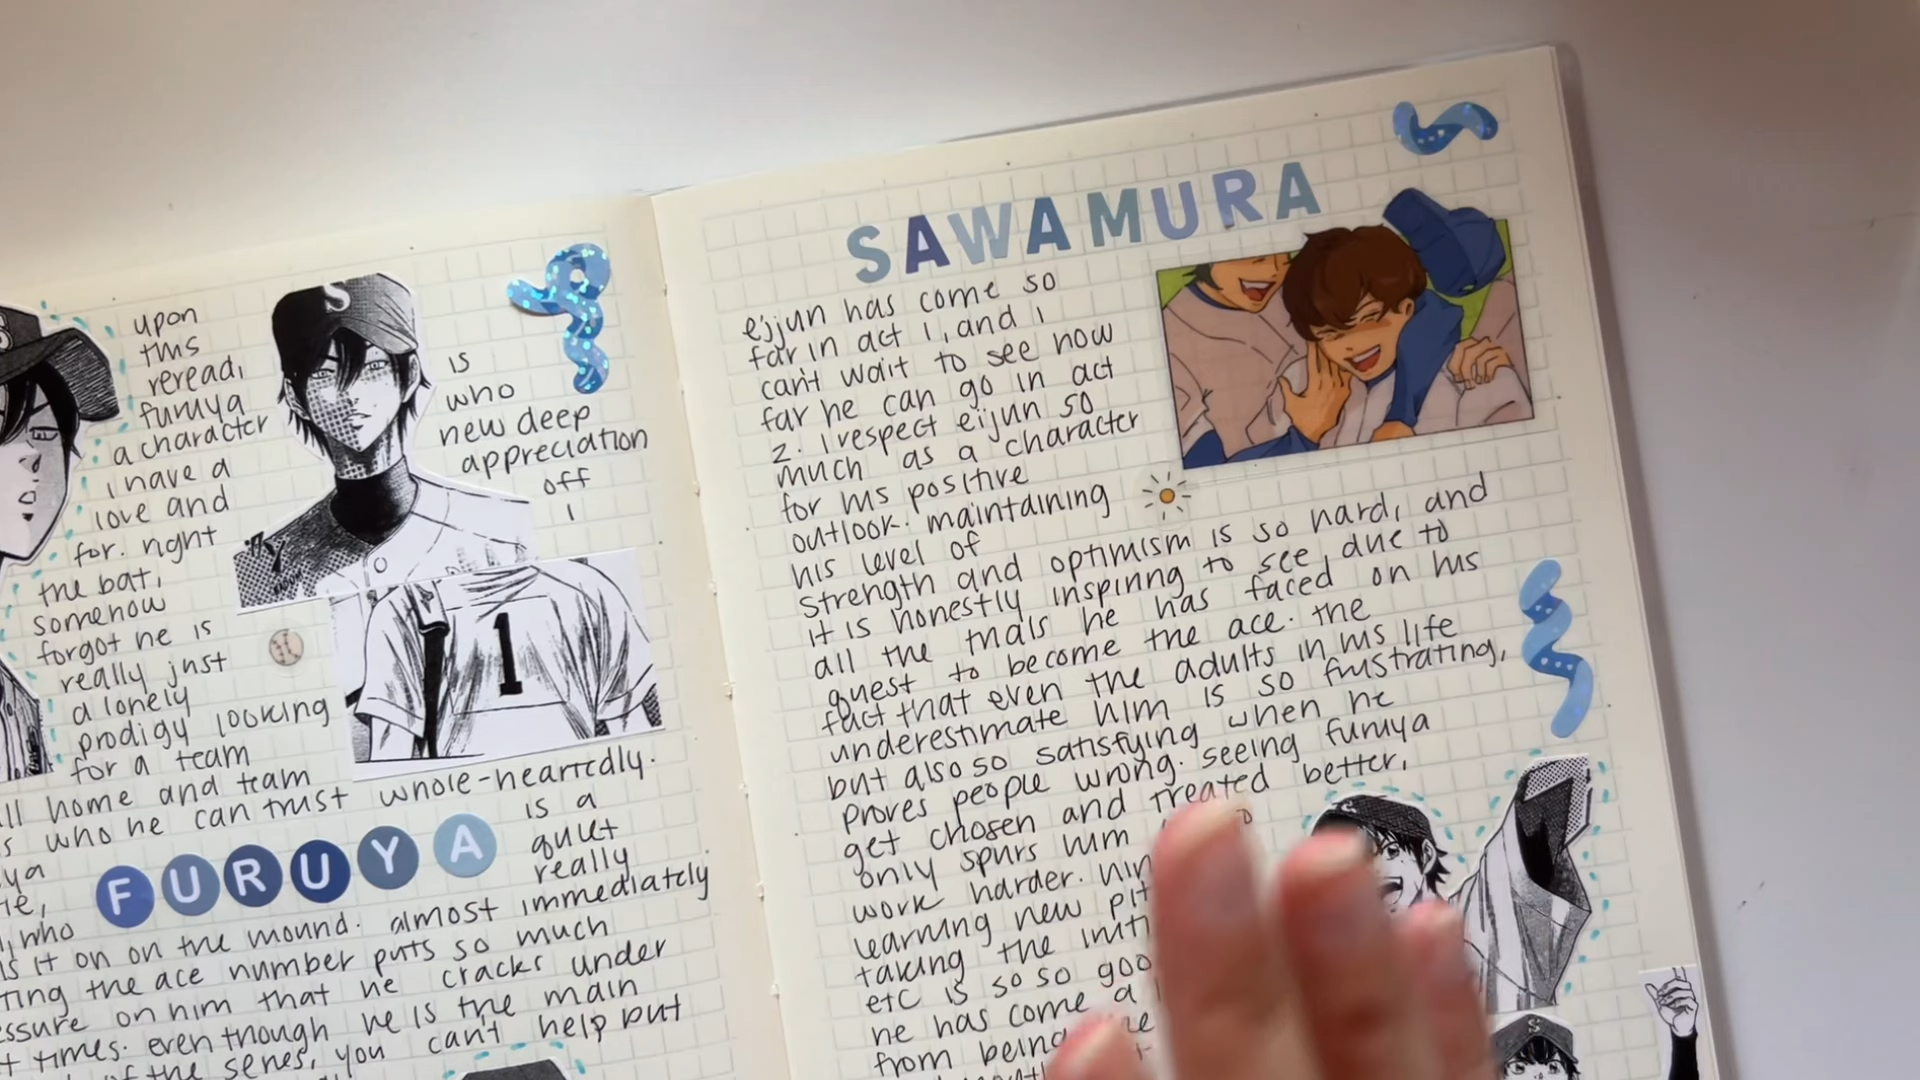 upon
this
reread,
furuya
a character
i have a
love and
for. right
the bat,
somehow
forgot he is
really just
a lonely
prodigy looking
for a team
home and team
who he can trust whole-heartedly.
is
who
new deep
appreciation
off
i
S
1
FURUYA
is a
quiet
really
who
it on on the mound. almost immediately
the ace number puts so much
on him that he cracks under
times. even though he is the main
the series, you can't help but
SAWAMURA
eijun has come so
far in act 1, and i
can't wait to see how
far he can go in act
2. i respect eijun so
much as a character
for his positive
outlook. maintaining
his level of
strength and optimism is so hard, and
it is honestly inspiring to see, due to
all the trials he has faced on his
quest to become the ace. the
fact that even the adults in his life
underestimate him is so frustrating,
but also so satisfying when he
proves people wrong. seeing furuya
get chosen and treated better,
only spurs him
work harder. him
learning new
taking the
etc is so so
he has come a
from being
S